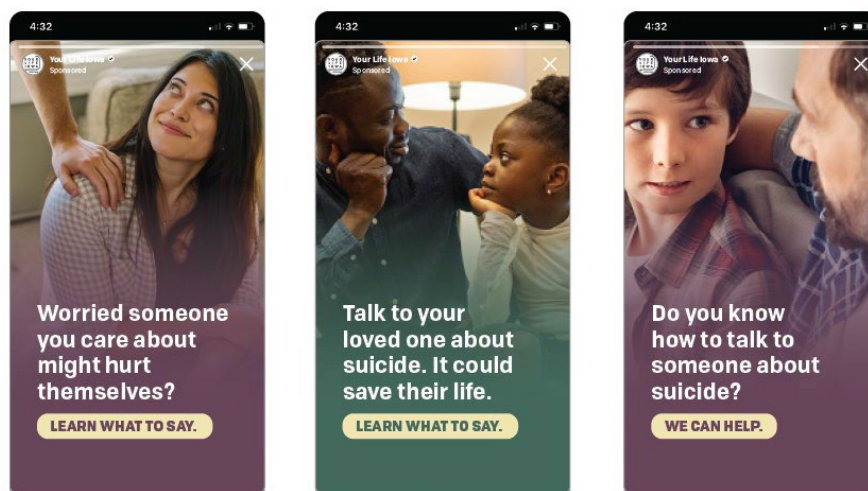 4:32
Your Life Iowa
Sponsored
Worried someone
you care about
might hurt
themselves?
LEARN WHAT TO SAY.
4:32
Your Life Iowa
Sponsored
Talk to your
loved one about
suicide. It could
save their life.
LEARN WHAT TO SAY.
4:32
Your Life Iowa
Sponsored
Do you know
how to talk to
someone about
suicide?
WE CAN HELP.